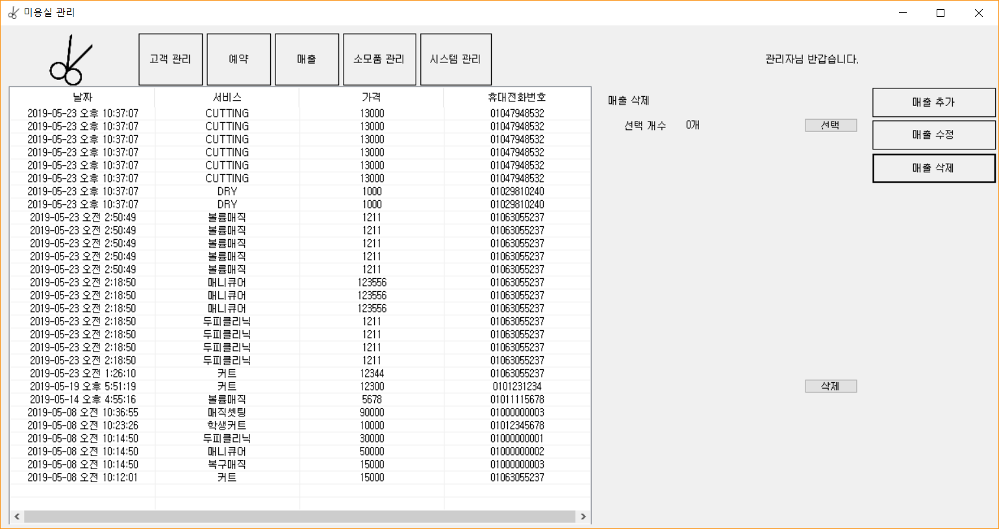 미용실 관리
고객 관리 예약 매출 소모품 관리 시스템 관리 관리자님 반갑습니다.
날짜 서비스 가격 휴대전화번호
2019-05-23 오후 10:37:07 CUTTING 13000 01047948532
2019-05-23 오후 10:37:07 CUTTING 13000 01047948532
2019-05-23 오후 10:37:07 CUTTING 13000 01047948532
2019-05-23 오후 10:37:07 CUTTING 13000 01047948532
2019-05-23 오후 10:37:07 CUTTING 13000 01047948532
2019-05-23 오후 10:37:07 CUTTING 13000 01047948532
2019-05-23 오후 10:37:07 DRY 1000 01029810240
2019-05-23 오후 10:37:07 DRY 1000 01029810240
2019-05-23 오전 2:50:49 볼륨매직 1211 01063055237
2019-05-23 오전 2:50:49 볼륨매직 1211 01063055237
2019-05-23 오전 2:50:49 볼륨매직 1211 01063055237
2019-05-23 오전 2:50:49 볼륨매직 1211 01063055237
2019-05-23 오전 2:50:49 볼륨매직 1211 01063055237
2019-05-23 오전 2:18:50 매니큐어 123556 01063055237
2019-05-23 오전 2:18:50 매니큐어 123556 01063055237
2019-05-23 오전 2:18:50 매니큐어 123556 01063055237
2019-05-23 오전 2:18:50 두피클리닉 1211 01063055237
2019-05-23 오전 2:18:50 두피클리닉 1211 01063055237
2019-05-23 오전 2:18:50 두피클리닉 1211 01063055237
2019-05-23 오전 2:18:50 두피클리닉 1211 01063055237
2019-05-23 오전 1:26:10 커트 12344 01063055237
2019-05-19 오후 5:51:19 커트 12300 0101231234
2019-05-14 오후 4:55:16 볼륨매직 5678 01011115678
2019-05-08 오전 10:36:55 매직셋팅 90000 01000000003
2019-05-08 오전 10:23:26 학생커트 10000 01012345678
2019-05-08 오전 10:14:50 두피클리닉 30000 01000000001
2019-05-08 오전 10:14:50 매니큐어 50000 01000000002
2019-05-08 오전 10:14:50 복구매직 15000 01000000003
2019-05-08 오전 10:12:01 커트 15000 01063055237
매출 삭제
선택 개수 0개 선택
삭제
매출 추가
매출 수정
매출 삭제